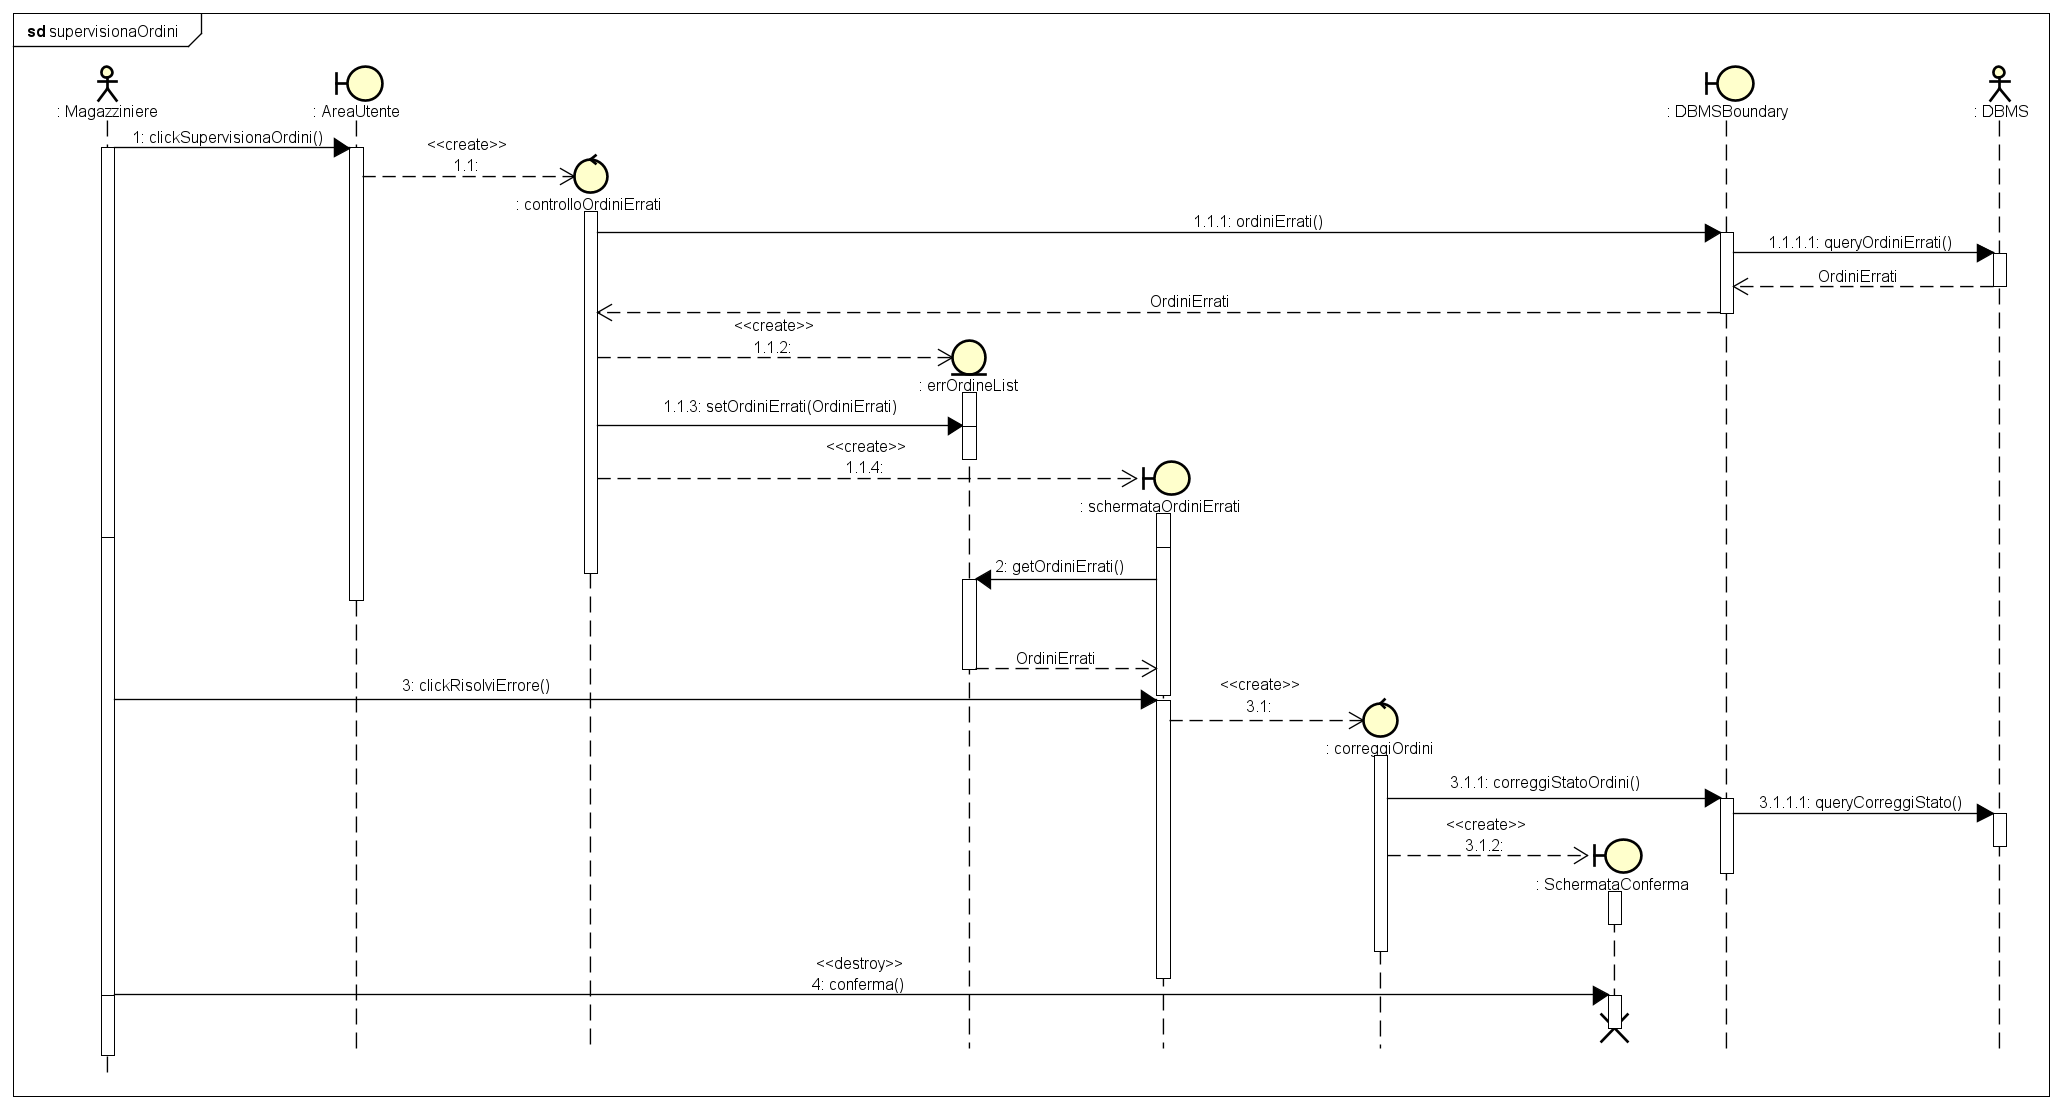 sd supervisionaOrdini
: Magazziniere
: AreaUtente
: DBMSBoundary
: DBMS
1: clickSupervisionaOrdini()
<<create>>
1.1:
: controlloOrdiniErrati
1.1.1: ordiniErrati()
1.1.1.1: queryOrdiniErrati()
OrdiniErrati
OrdiniErrati
<<create>>
1.1.2:
: errOrdineList
1.1.3: setOrdiniErrati(OrdiniErrati)
<<create>>
1.1.4:
: schermataOrdiniErrati
2: getOrdiniErrati()
OrdiniErrati
3: clickRisolviErrore()
<<create>>
3.1:
: correggiOrdini
3.1.1: correggiStatoOrdini()
3.1.1.1: queryCorreggiStato()
<<create>>
3.1.2:
: SchermataConferma
<<destroy>>
4: conferma()